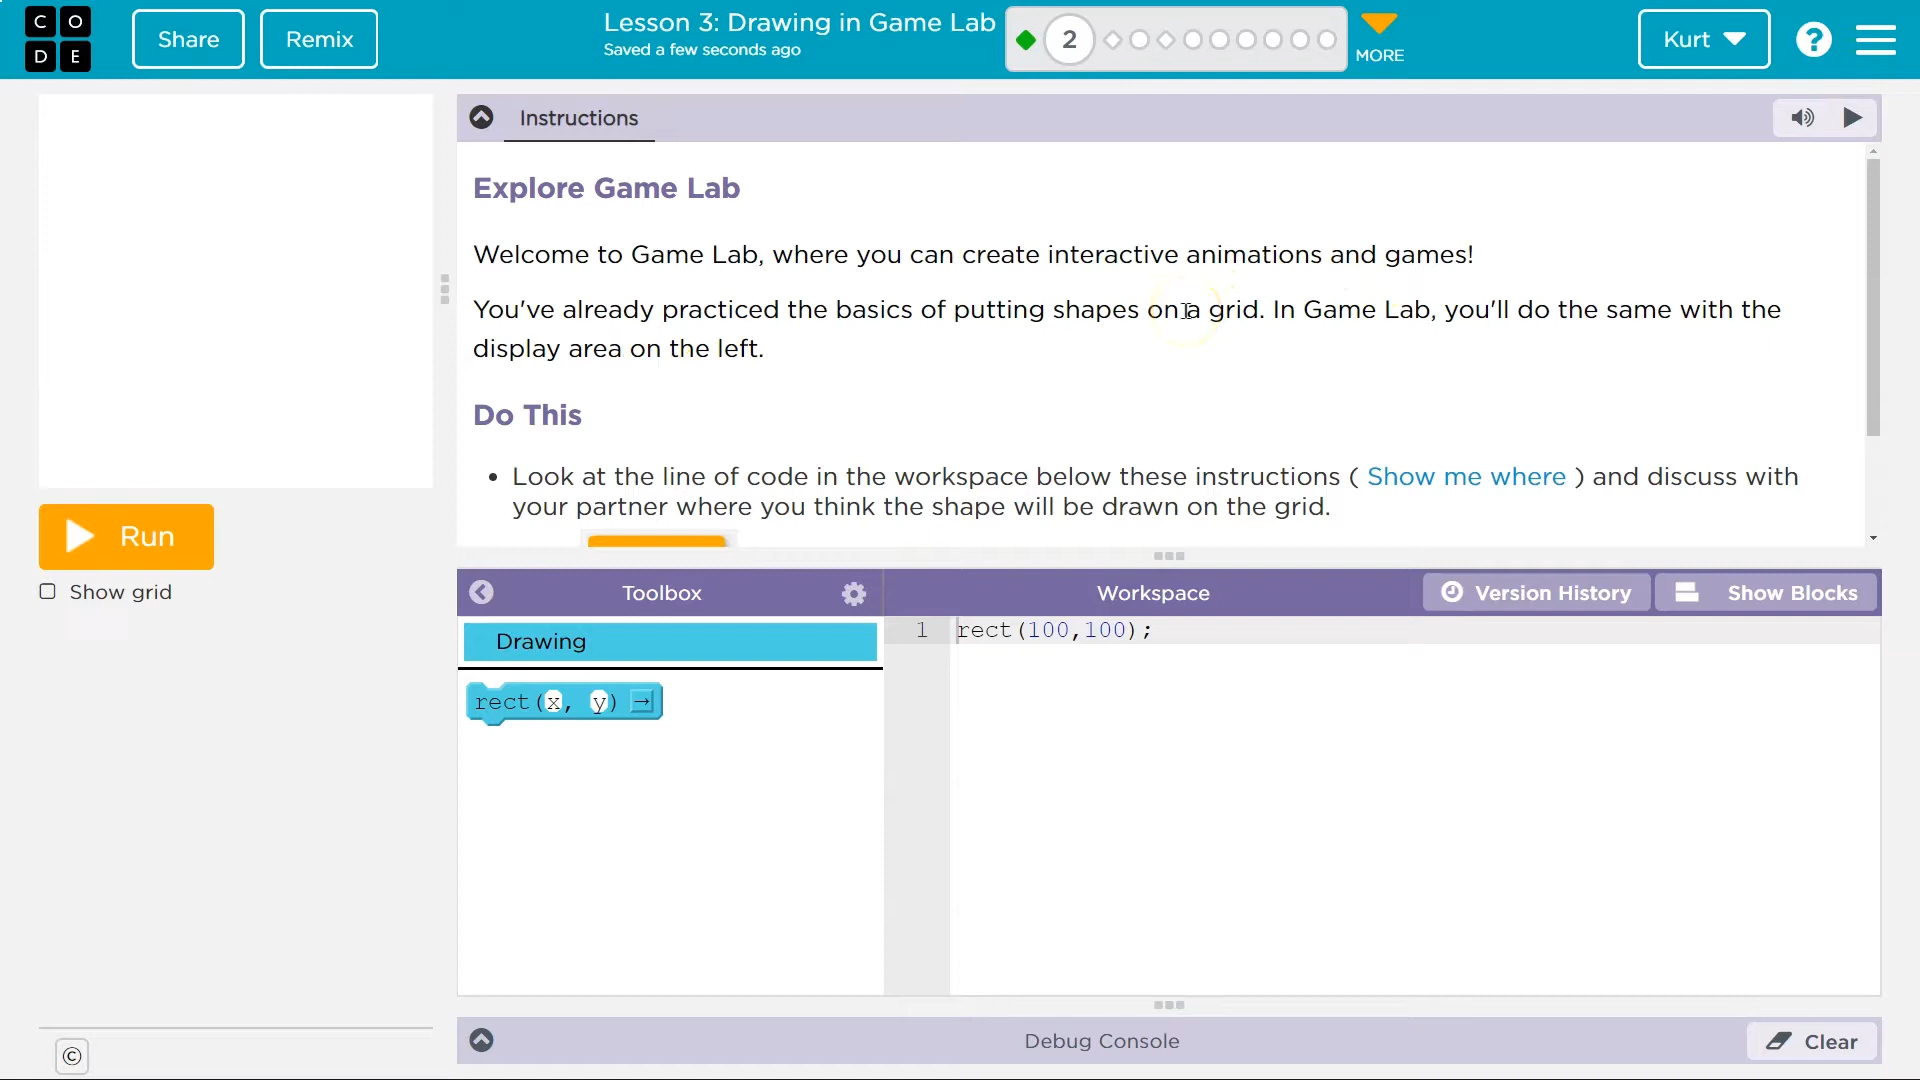 CODE
Share
Remix
Lesson 3: Drawing in Game Lab
Saved a few seconds ago
2
MORE
Kurt
?
Instructions
Explore Game Lab
Welcome to Game Lab, where you can create interactive animations and games!
You've already practiced the basics of putting shapes on a grid. In Game Lab, you'll do the same with the
display area on the left.
Do This
• Look at the line of code in the workspace below these instructions ( Show me where ) and discuss with
your partner where you think the shape will be drawn on the grid.
Run
Show grid
Toolbox
Workspace
Version History
Show Blocks
Drawing
rect(x, y) →
1 rect(100,100);
Debug Console
Clear
©